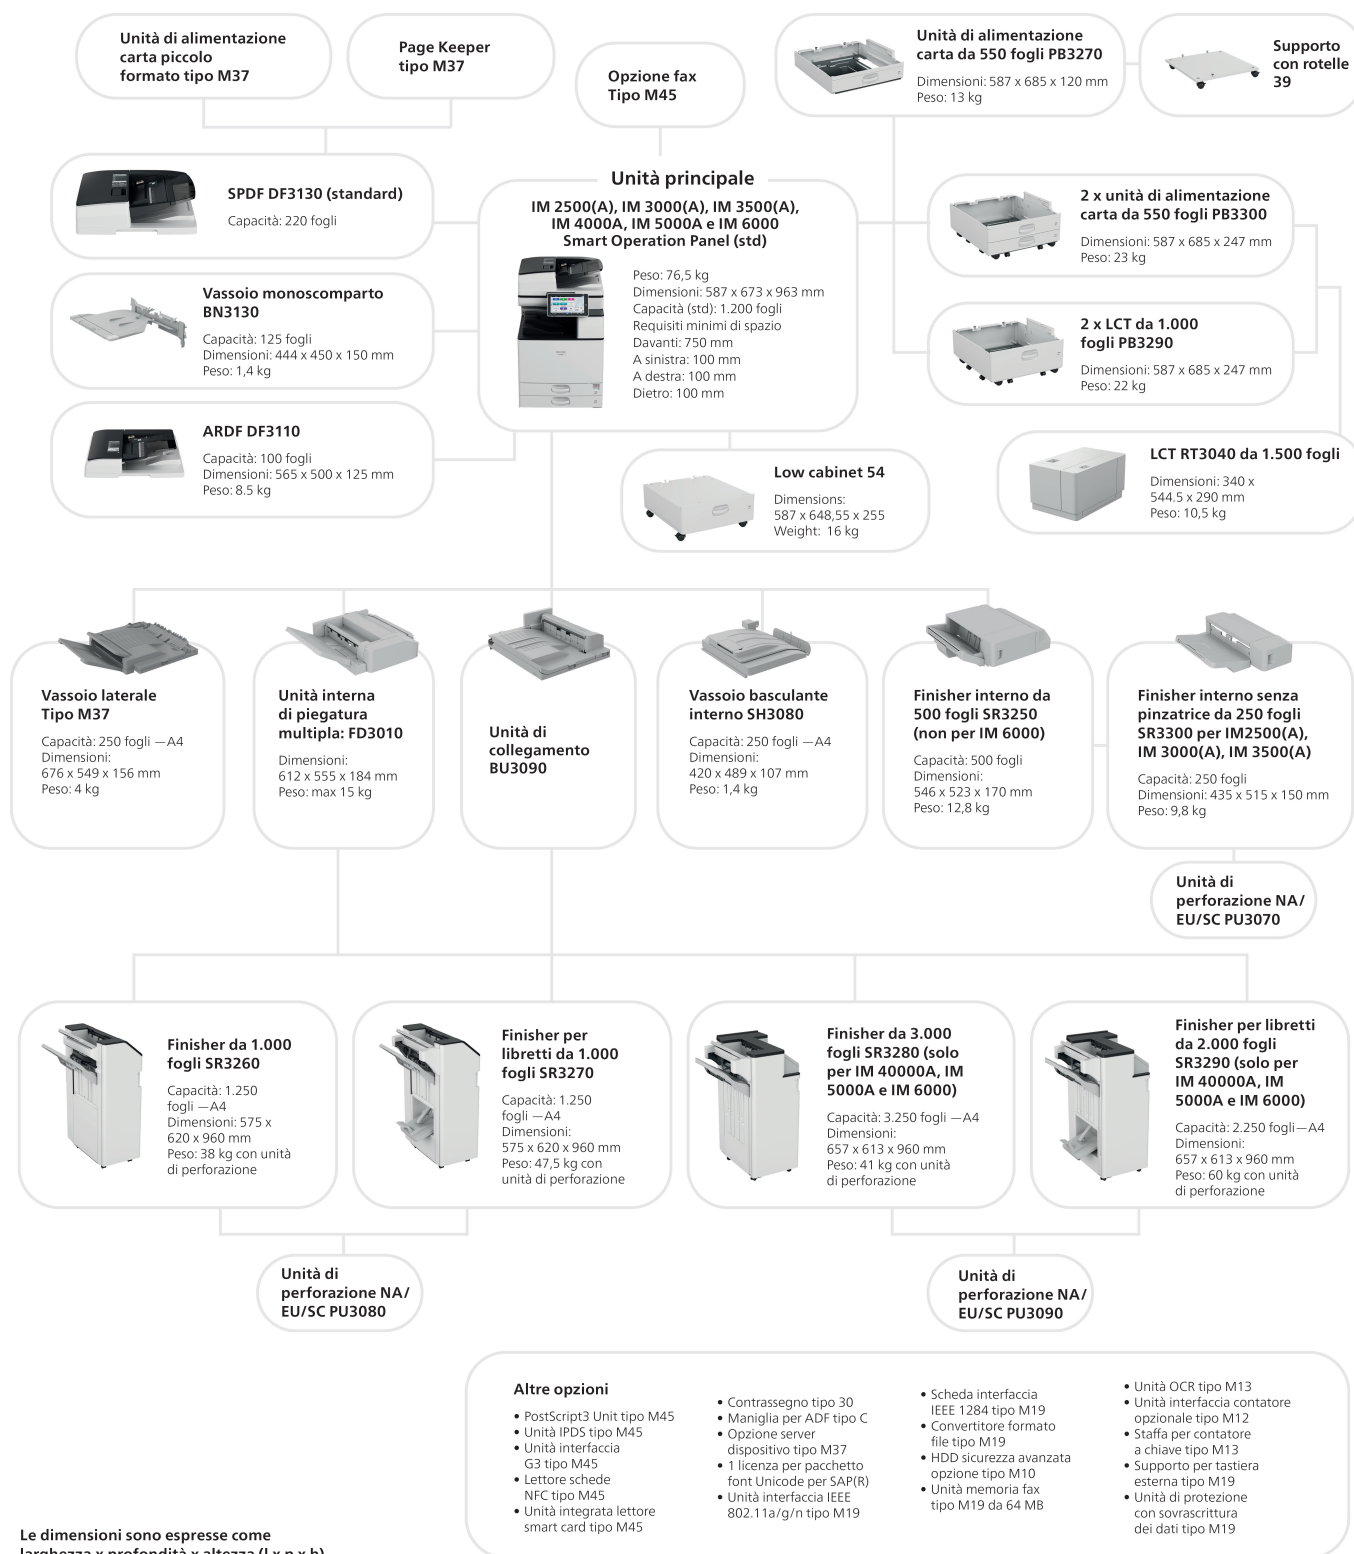 Unità di alimentazione
carta piccolo
formato tipo M37
Page Keeper
tipo M37
Opzione fax
Tipo M45
Unità di alimentazione
carta da 550 fogli PB3270
Dimensioni: 587 x 685 x 120 mm
Peso: 13 kg
Supporto
con rotelle
39
SPDF DF3130 (standard)
Capacità: 220 fogli
Vassoio monoscomparto
BN3130
Capacità: 125 fogli
Dimensioni: 444 x 450 x 150 mm
Peso: 1,4 kg
ARDF DF3110
Capacità: 100 fogli
Dimensioni: 565 x 500 x 125 mm
Peso: 8.5 kg
Unità principale
IM 2500(A), IM 3000(A), IM 3500(A),
IM 4000A, IM 5000A e IM 6000
Smart Operation Panel (std)
Peso: 76,5 kg
Dimensioni: 587 x 673 x 963 mm
Capacità (std): 1.200 fogli
Requisiti minimi di spazio
Davanti: 750 mm
A sinistra: 100 mm
A destra: 100 mm
Dietro: 100 mm
2 x unità di alimentazione
carta da 550 fogli PB3300
Dimensioni: 587 x 685 x 247 mm
Peso: 23 kg
2 x LCT da 1.000
fogli PB3290
Dimensioni: 587 x 685 x 247 mm
Peso: 22 kg
LCT RT3040 da 1.500 fogli
Dimensioni: 340 x
544.5 x 290 mm
Peso: 10,5 kg
Low cabinet 54
Dimensions:
587 x 648,55 x 255
Weight: 16 kg
Vassoio laterale
Tipo M37
Capacità: 250 fogli —A4
Dimensioni:
676 x 549 x 156 mm
Peso: 4 kg
Unità interna
di piegatura
multipla: FD3010
Dimensioni:
612 x 555 x 184 mm
Peso: max 15 kg
Unità di
collegamento
BU3090
Vassoio basculante
interno SH3080
Capacità: 250 fogli —A4
Dimensioni:
420 x 489 x 107 mm
Peso: 1,4 kg
Finisher interno da
500 fogli SR3250
(non per IM 6000)
Capacità: 500 fogli
Dimensioni:
546 x 523 x 170 mm
Peso: 12,8 kg
Finisher interno senza
pinzatrice da 250 fogli
SR3300 per IM2500(A),
IM 3000(A), IM 3500(A)
Capacità: 250 fogli
Dimensioni: 435 x 515 x 150 mm
Peso: 9,8 kg
Unità di
perforazione NA/
EU/SC PU3070
Finisher da 1.000
fogli SR3260
Capacità: 1.250
fogli —A4
Dimensioni: 575 x
620 x 960 mm
Peso: 38 kg con unità
di perforazione
Finisher per
libretti da 1.000
fogli SR3270
Capacità: 1.250
fogli —A4
Dimensioni:
575 x 620 x 960 mm
Peso: 47,5 kg con
unità di perforazione
Finisher da 3.000
fogli SR3280 (solo
per IM 40000A, IM
5000A e IM 6000)
Capacità: 3.250 fogli —A4
Dimensioni:
657 x 613 x 960 mm
Peso: 41 kg con unità
di perforazione
Finisher per libretti
da 2.000 fogli
SR3290 (solo per
IM 40000A, IM
5000A e IM 6000)
Capacità: 2.250 fogli—A4
Dimensioni:
657 x 613 x 960 mm
Peso: 60 kg con unità
di perforazione
Unità di
perforazione NA/
EU/SC PU3080
Unità di
perforazione NA/
EU/SC PU3090
Altre opzioni
• PostScript3 Unit tipo M45
• Unità IPDS tipo M45
• Unità interfaccia
G3 tipo M45
• Lettore schede
NFC tipo M45
• Unità integrata lettore
smart card tipo M45
• Contrassegno tipo 30
• Maniglia per ADF tipo C
• Opzione server
dispositivo tipo M37
• 1 licenza per pacchetto
font Unicode per SAP(R)
• Unità interfaccia IEEE
802.11a/g/n tipo M19
• Scheda interfaccia
IEEE 1284 tipo M19
• Convertitore formato
file tipo M19
• HDD sicurezza avanzata
opzione tipo M10
• Unità memoria fax
tipo M19 da 64 MB
• Unità OCR tipo M13
• Unità interfaccia contatore
opzionale tipo M12
• Staffa per contatore
a chiave tipo M13
• Supporto per tastiera
esterna tipo M19
• Unità di protezione
con sovrascrittura
dei dati tipo M19
Le dimensioni sono espresse come
larghezza x profondità x altezza (l x p x h)